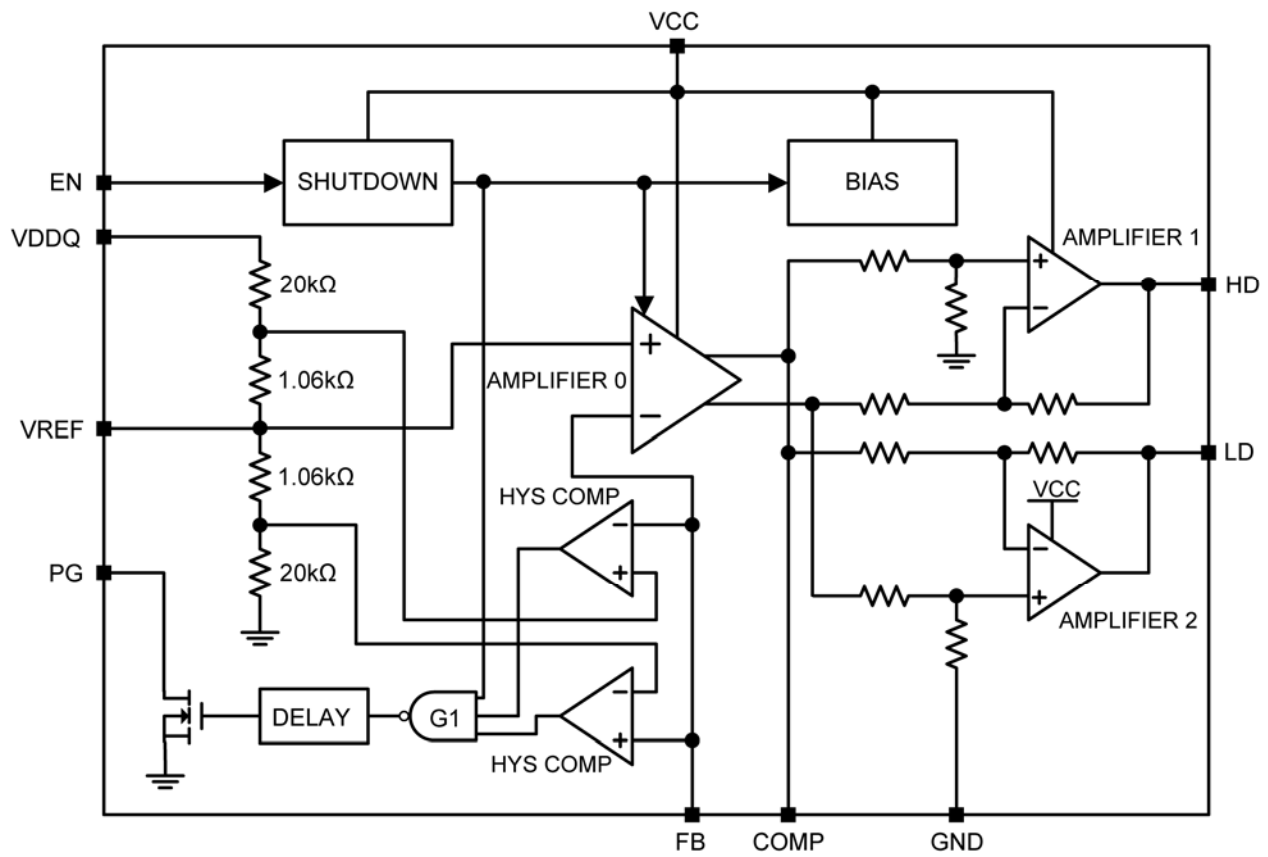 VCC
EN
SHUTDOWN
BIAS
VDDQ
AMPLIFIER 1
20kΩ
+
HD
−
+
1.06kΩ
AMPLIFIER 0
−
VREF
LD
1.06kΩ
HYS COMP
VCC
−
−
PG
20kΩ
+
+
AMPLIFIER 2
−
DELAY
G1
+
HYS COMP
FB
COMP
GND